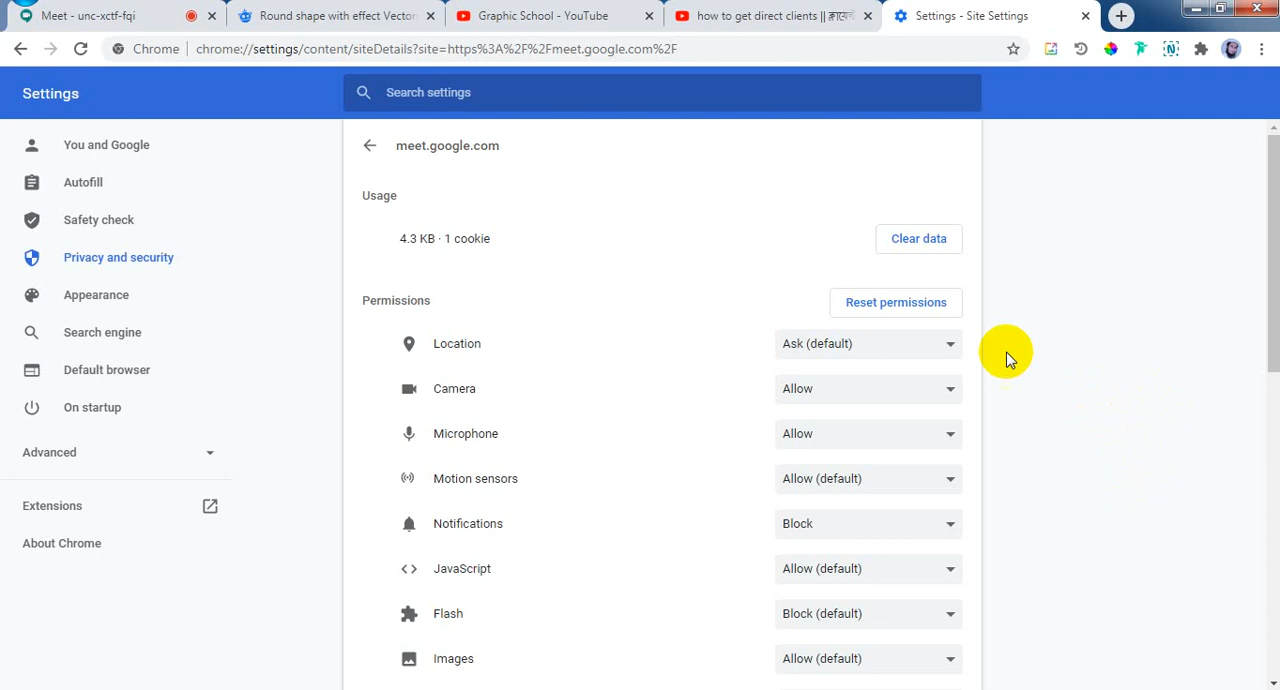 Meet - unc-xctf-fqi
Round shape with effect Vector
Graphic School - YouTube
how to get direct clients || ক্লায়েন্ট
Settings - Site Settings
Chrome
chrome://settings/content/siteDetails?site=https%3A%2F%2Fmeet.google.com%2F
Settings
Search settings
You and Google
Autofill
Safety check
Privacy and security
Appearance
Search engine
Default browser
On startup
Advanced
Extensions
About Chrome
meet.google.com
Usage
4.3 KB · 1 cookie
Clear data
Permissions
Reset permissions
Location
Ask (default)
Camera
Allow
Microphone
Allow
Motion sensors
Allow (default)
Notifications
Block
JavaScript
Allow (default)
Flash
Block (default)
Images
Allow (default)